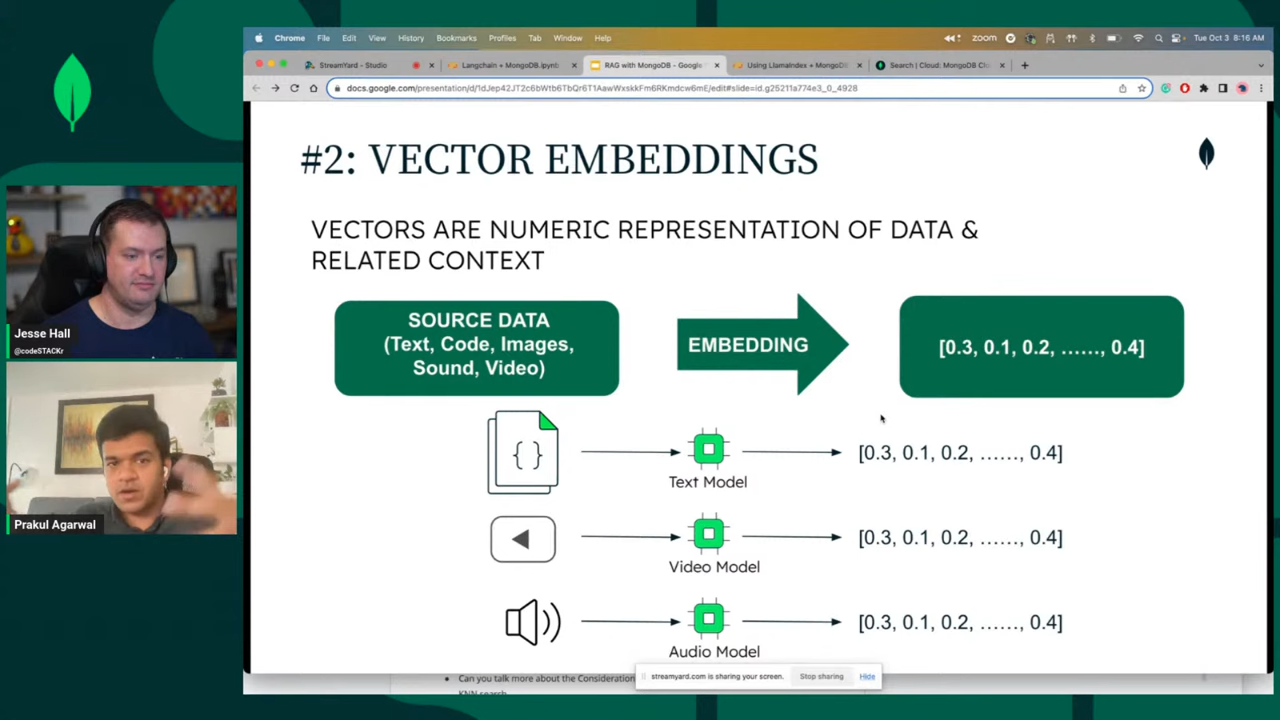 Chrome File Edit View History Bookmarks Profiles Tab Window Help
zoom
Tue Oct 3 8:16 AM
StreamYard - Studio
Langchain + MongoDB.ipynb
RAG with MongoDB - Google
Using LlamaIndex + MongoDB
Search | Cloud: MongoDB Clo
docs.google.com/presentation/d/1dJep42JT2c6bWtb6TbQr6T1AawWxskkFm6RKmdcw6mE/edit#slide=id.g25211a774e3_0_4928
#2: VECTOR EMBEDDINGS
VECTORS ARE NUMERIC REPRESENTATION OF DATA &
RELATED CONTEXT
SOURCE DATA
(Text, Code, Images,
Sound, Video)
EMBEDDING
[0.3, 0.1, 0.2, ......, 0.4]
{ }
Text Model
[0.3, 0.1, 0.2, ......, 0.4]
Video Model
[0.3, 0.1, 0.2, ......, 0.4]
Audio Model
[0.3, 0.1, 0.2, ......, 0.4]
streamyard.com is sharing your screen.
Stop sharing
Hide
Can you talk more about the Consideration
KNN search
Jesse Hall
@codeSTACKr
Prakul Agarwal